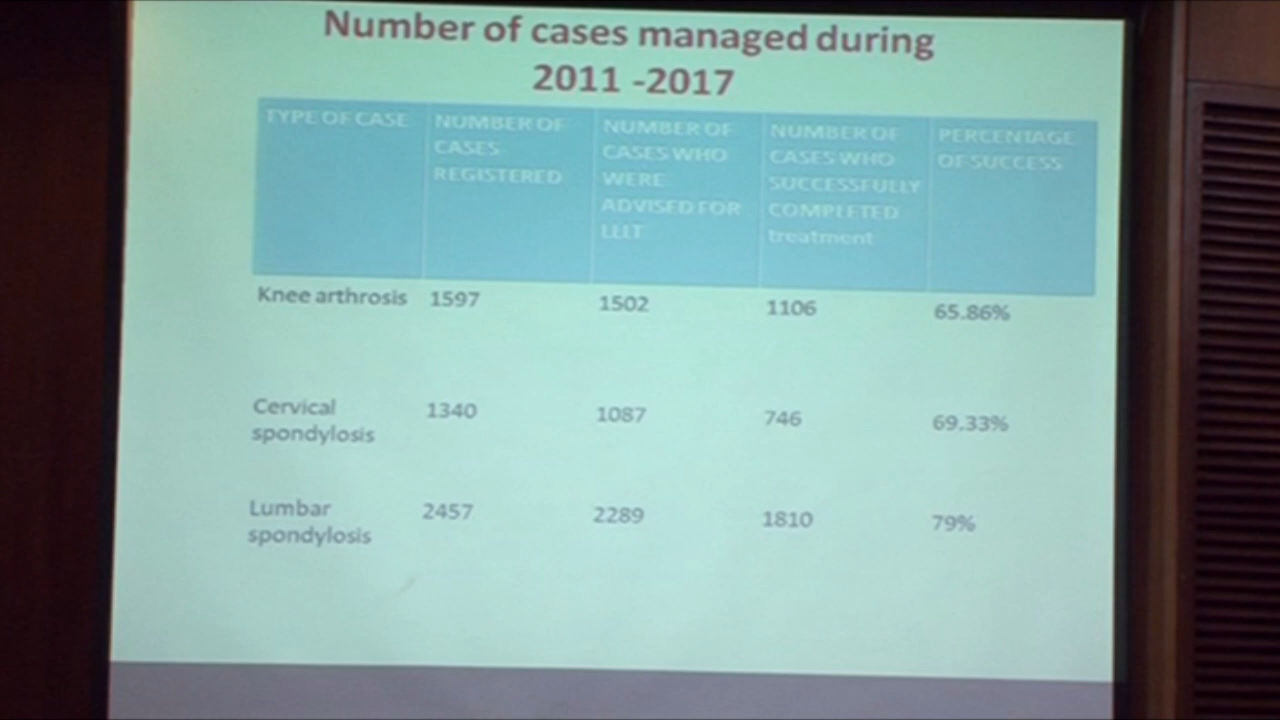 Number of cases managed during
2011 -2017
TYPE OF CASE
NUMBER OF
CASES
REGISTERED
NUMBER OF
CASES WHO
WERE
ADVISED FOR
LLLT
NUMBER OF
CASES WHO
SUCCESSFULLY
COMPLETED
treatment
PERCENTAGE
OF SUCCESS
Knee arthrosis 1597 1502 1106 65.86%
Cervical
spondylosis
1340 1087 746 69.33%
Lumbar
spondylosis
2457 2289 1810 79%